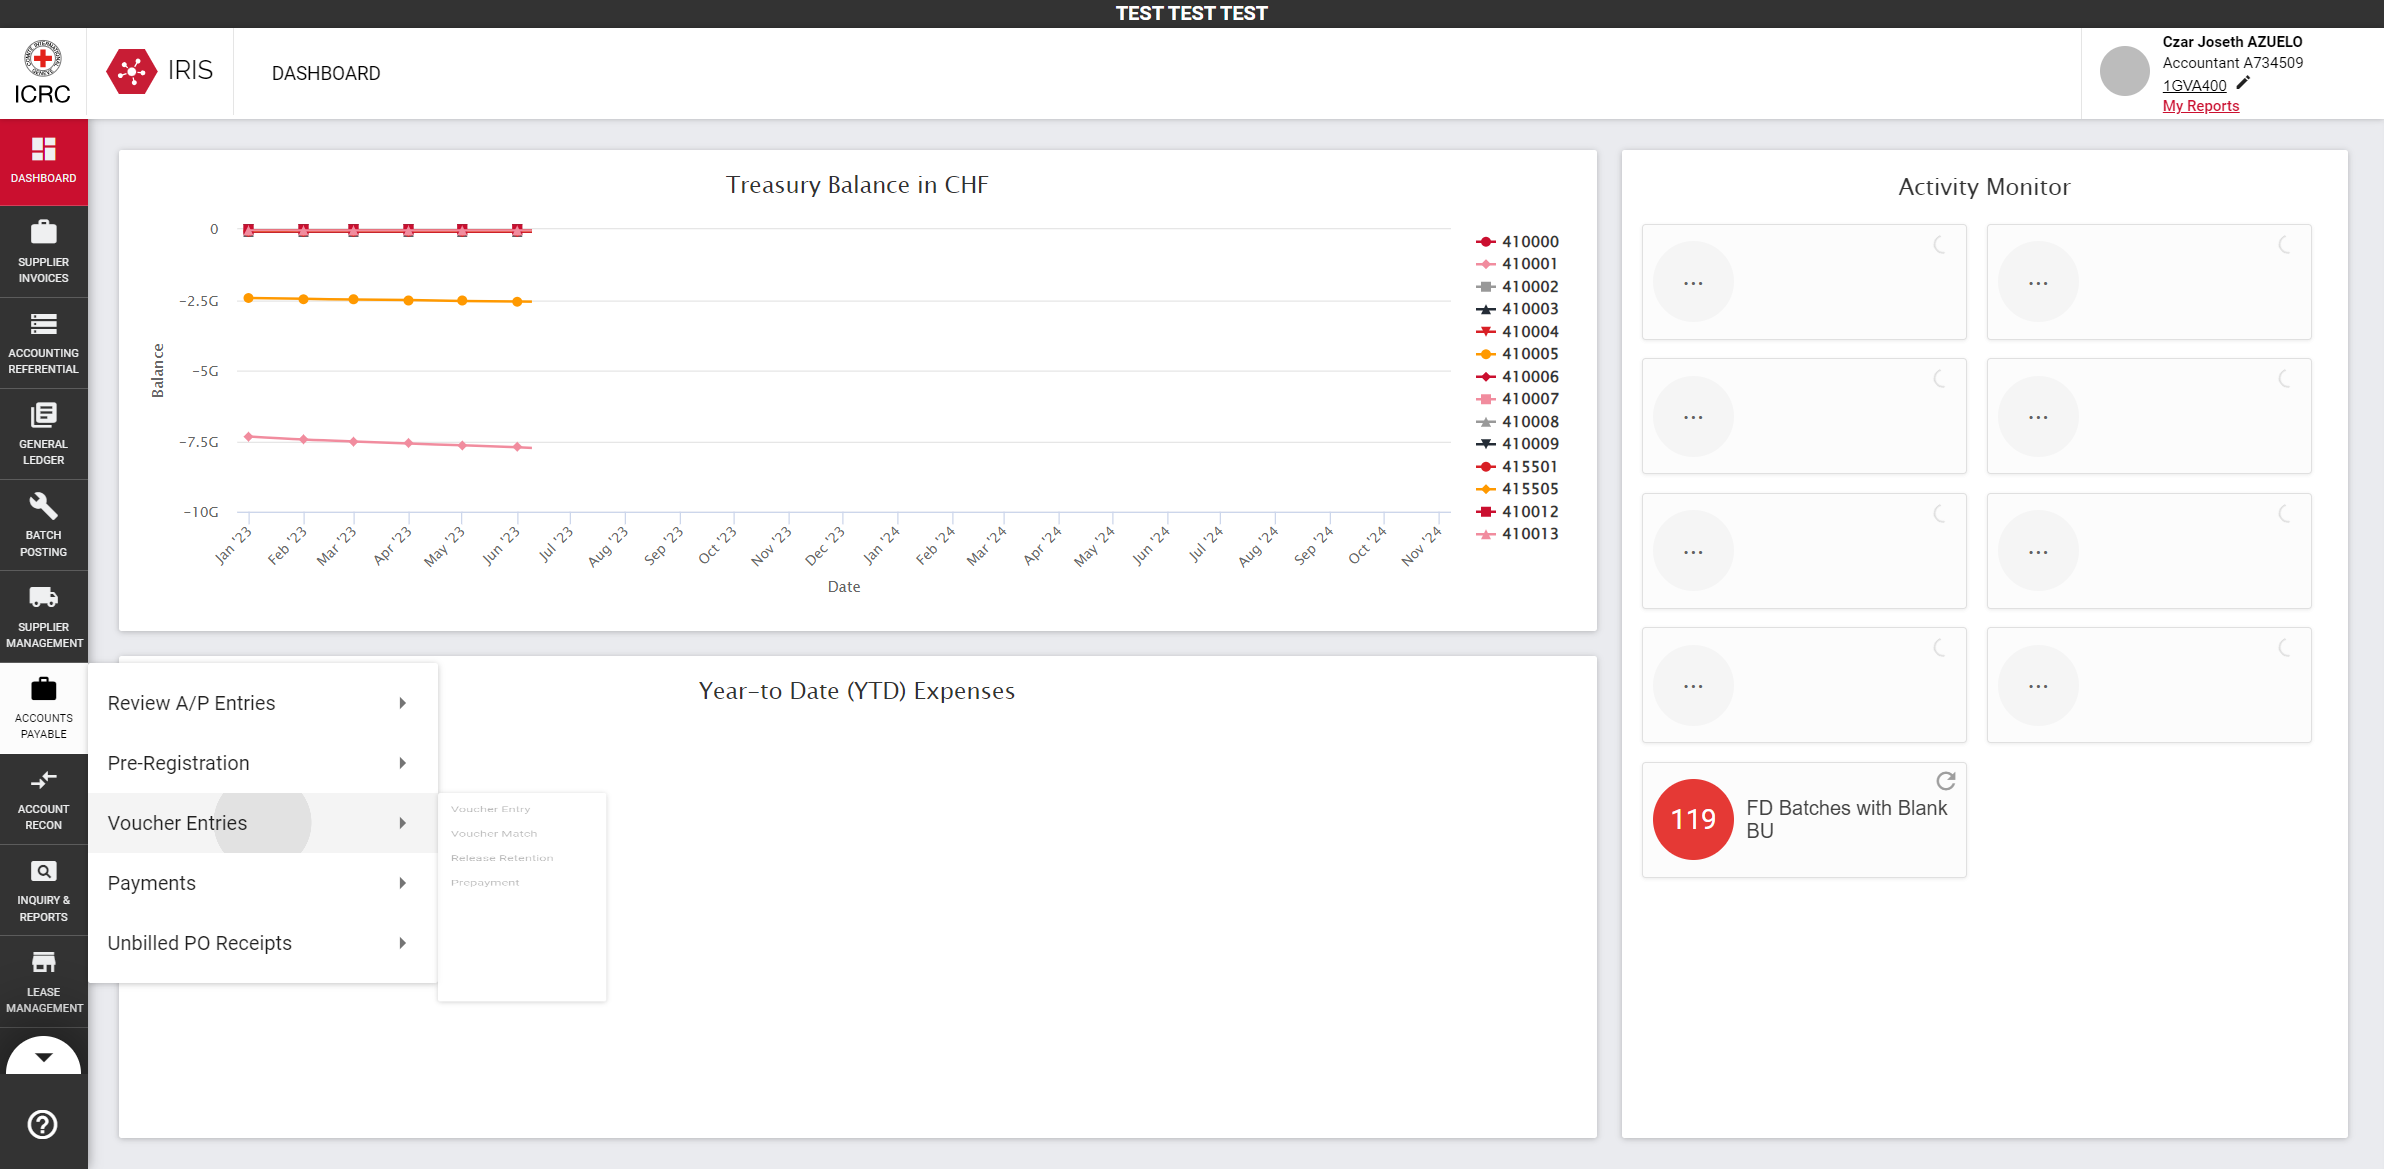 TEST TEST TEST
ICRC
IRIS
DASHBOARD
Czar Joseth AZUELO
Accountant A734509
1GVA400
My Reports
DASHBOARD
SUPPLIER
INVOICES
ACCOUNTING
REFERENTIAL
GENERAL
LEDGER
BATCH
POSTING
SUPPLIER
MANAGEMENT
ACCOUNTS
PAYABLE
ACCOUNT
RECON
INQUIRY &
REPORTS
LEASE
MANAGEMENT
Treasury Balance in CHF
Balance
0
-2.5G
-5G
-7.5G
-10G
Jan '23
Feb '23
Mar '23
Apr '23
May '23
Jun '23
Jul '23
Aug '23
Sep '23
Oct '23
Nov '23
Dec '23
Jan '24
Feb '24
Mar '24
Apr '24
May '24
Jun '24
Jul '24
Aug '24
Sep '24
Oct '24
Nov '24
Date
410000
410001
410002
410003
410004
410005
410006
410007
410008
410009
415501
415505
410012
410013
Year-to Date (YTD) Expenses
Review A/P Entries
Pre-Registration
Voucher Entries
Payments
Unbilled PO Receipts
Voucher Entry
Voucher Match
Release Retention
Prepayment
Activity Monitor
...
...
...
...
...
...
...
...
119
FD Batches with Blank
BU